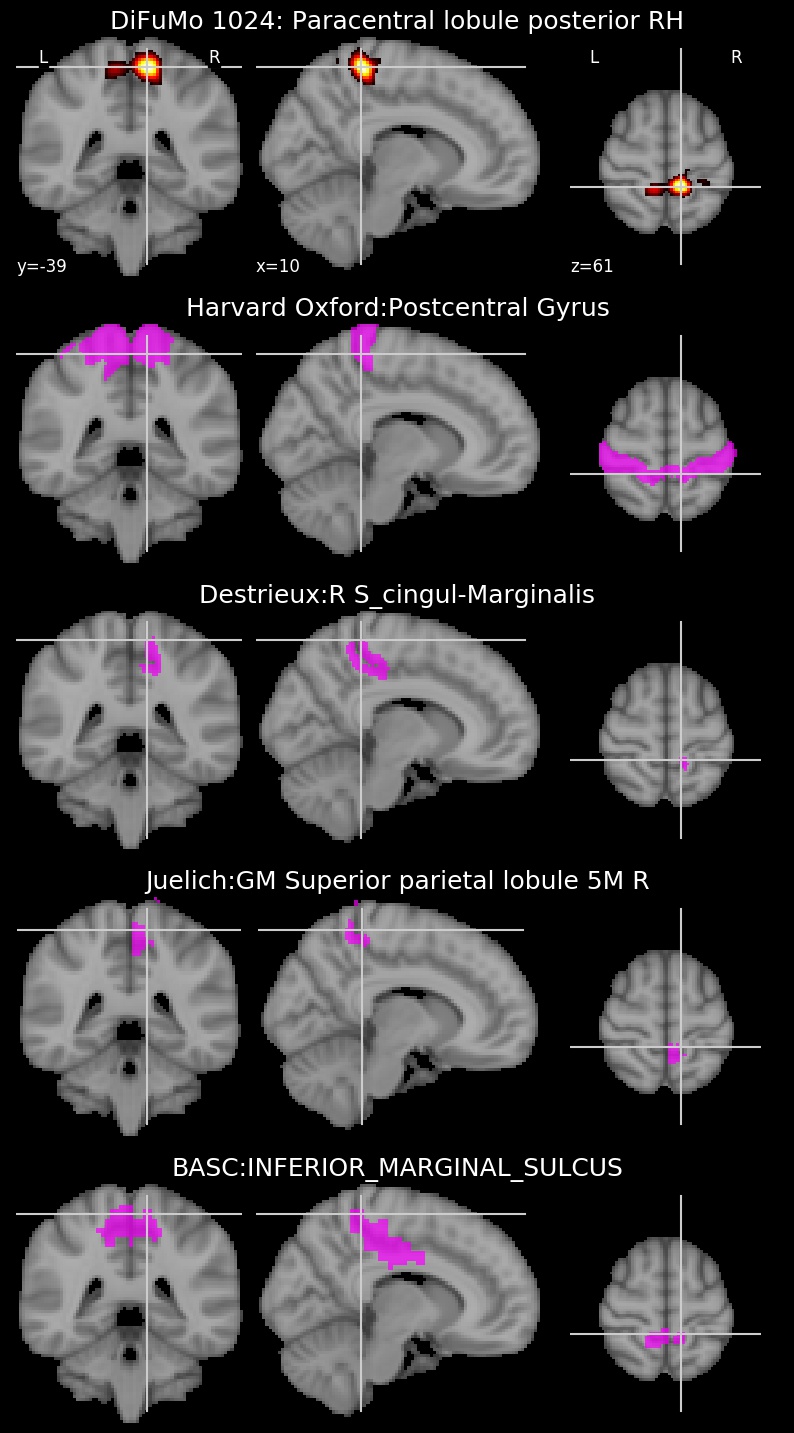 DiFuMo 1024: Paracentral lobule posterior RH
L R L R
y=-39 x=10 z=61
Harvard Oxford:Postcentral Gyrus
Destrieux:R S_cingul-Marginalis
Juelich:GM Superior parietal lobule 5M R
BASC:INFERIOR_MARGINAL_SULCUS